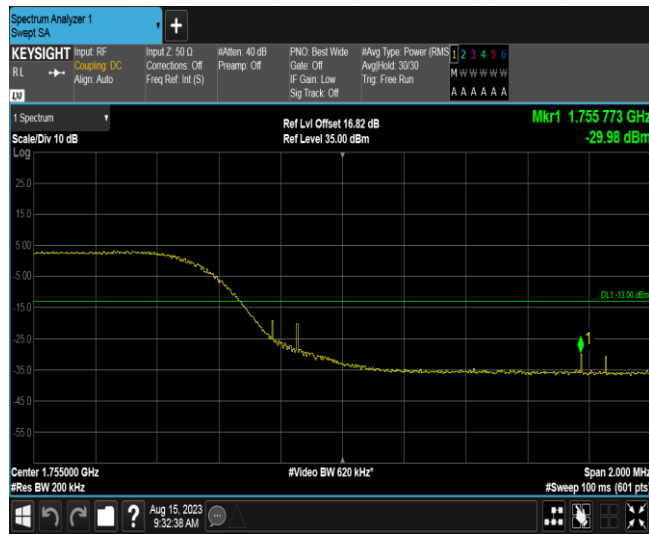 Spectrum Analyzer 1
Swept SA
+
KEYSIGHT
RL
LXI
Input: RF
Coupling: DC
Align: Auto
Input Z: 50 Ω
Corrections: Off
Freq Ref: Int (S)
#Atten: 40 dB
Preamp: Off
PNO: Best Wide
Gate: Off
IF Gain: Low
Sig Track: Off
#Avg Type: Power (RMS
Avg|Hold: 30/30
Trig: Free Run
1 2 3 4 5 6
M W W W W W
A A A A A A
1 Spectrum
Scale/Div 10 dB
Log
Ref Lvl Offset 16.82 dB
Ref Level 35.00 dBm
Mkr1 1.755 773 GHz
-29.98 dBm
25.0
15.0
5.00
-5.00
-15.0
-25.0
-35.0
-45.0
-55.0
DL1 -13.00 dBm
1
Center 1.755000 GHz
#Res BW 200 kHz
#Video BW 620 kHz*
Span 2.000 MHz
#Sweep 100 ms (601 pts
?
Aug 15, 2023
9:32:38 AM